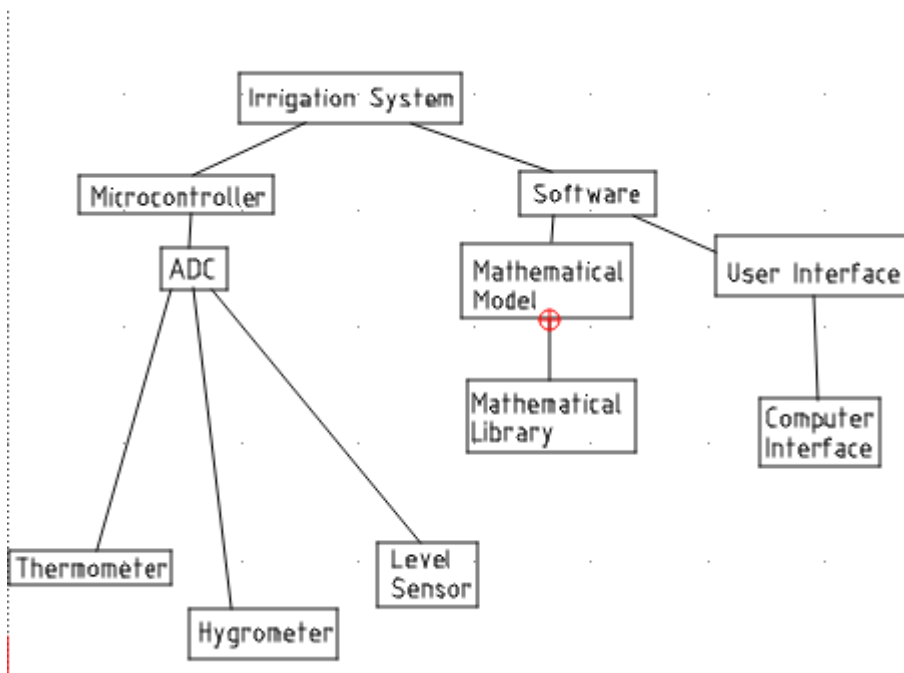 Irrigation System
Microcontroller
Software
ADC
Mathematical
Model
User Interface
Mathematical
Library
Computer
Interface
Thermometer
Level
Sensor
Hygrometer